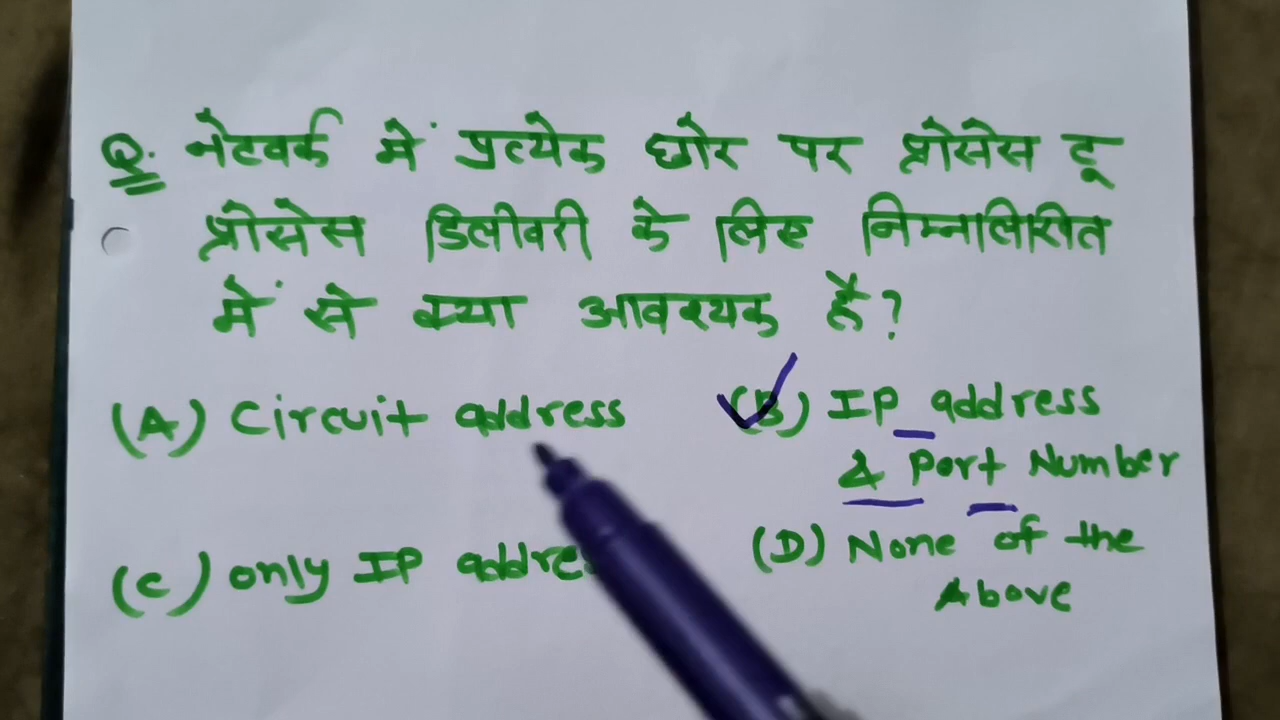 Q. नेटवर्क में प्रत्येक छोर पर प्रोसेस टू
प्रोसेस डिलीवरी के लिए निम्नलिखित
में से क्या आवश्यक है?
(A) Circuit address
(B) IP address
& Port Number
(C) only IP
(D) None of the
Above